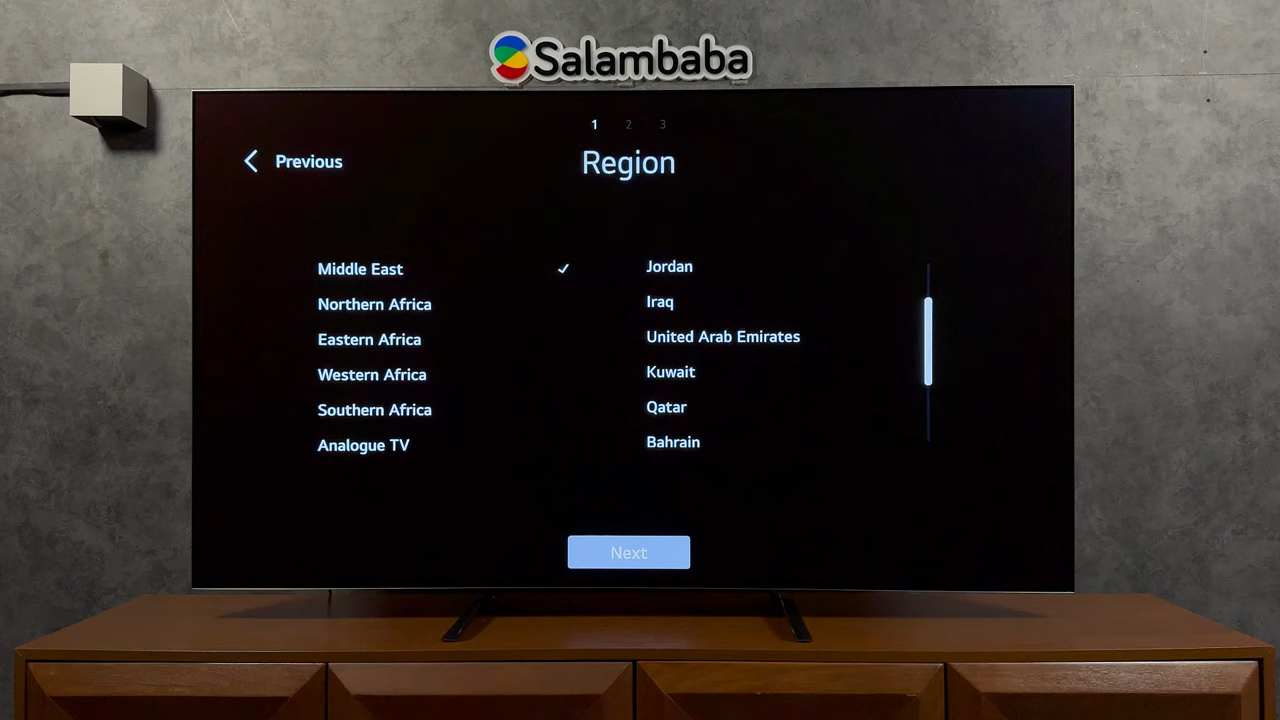 Salambaba
1 2 3
Previous
Region
Middle East
Northern Africa
Eastern Africa
Western Africa
Southern Africa
Analogue TV
Jordan
Iraq
United Arab Emirates
Kuwait
Qatar
Bahrain
Next